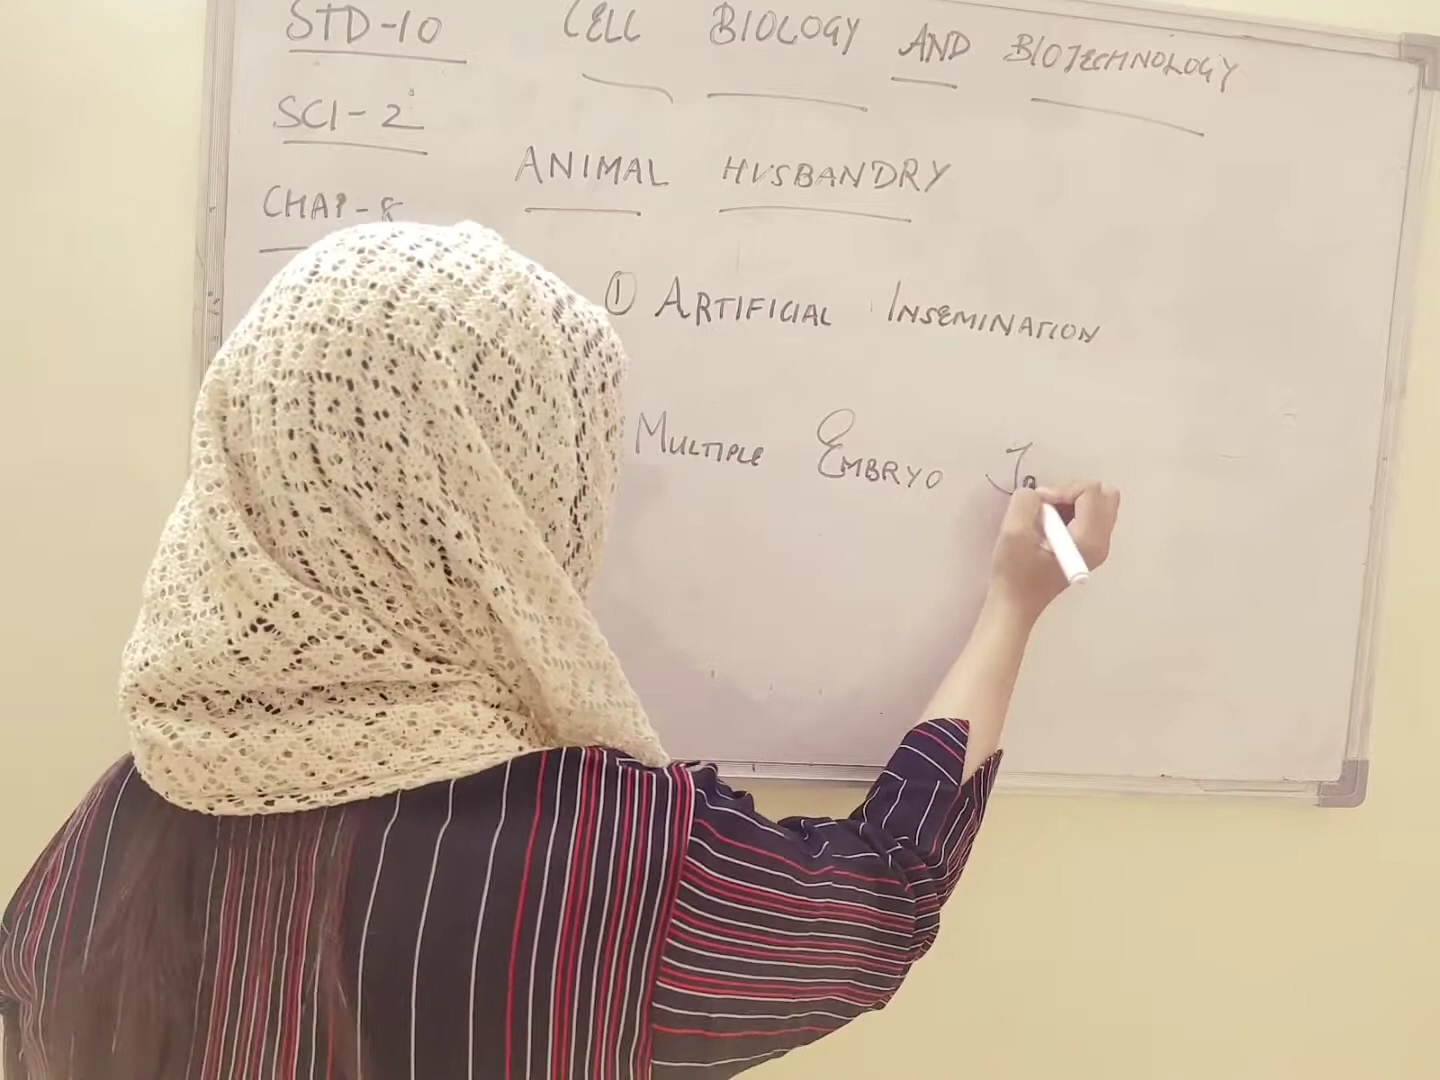 STD-10
CELL BIOLOGY AND BIOTECHNOLOGY
SCI-2
ANIMAL HUSBANDRY
CHAP-8
① ARTIFICIAL INSEMINATION
MULTIPLE EMBRYO